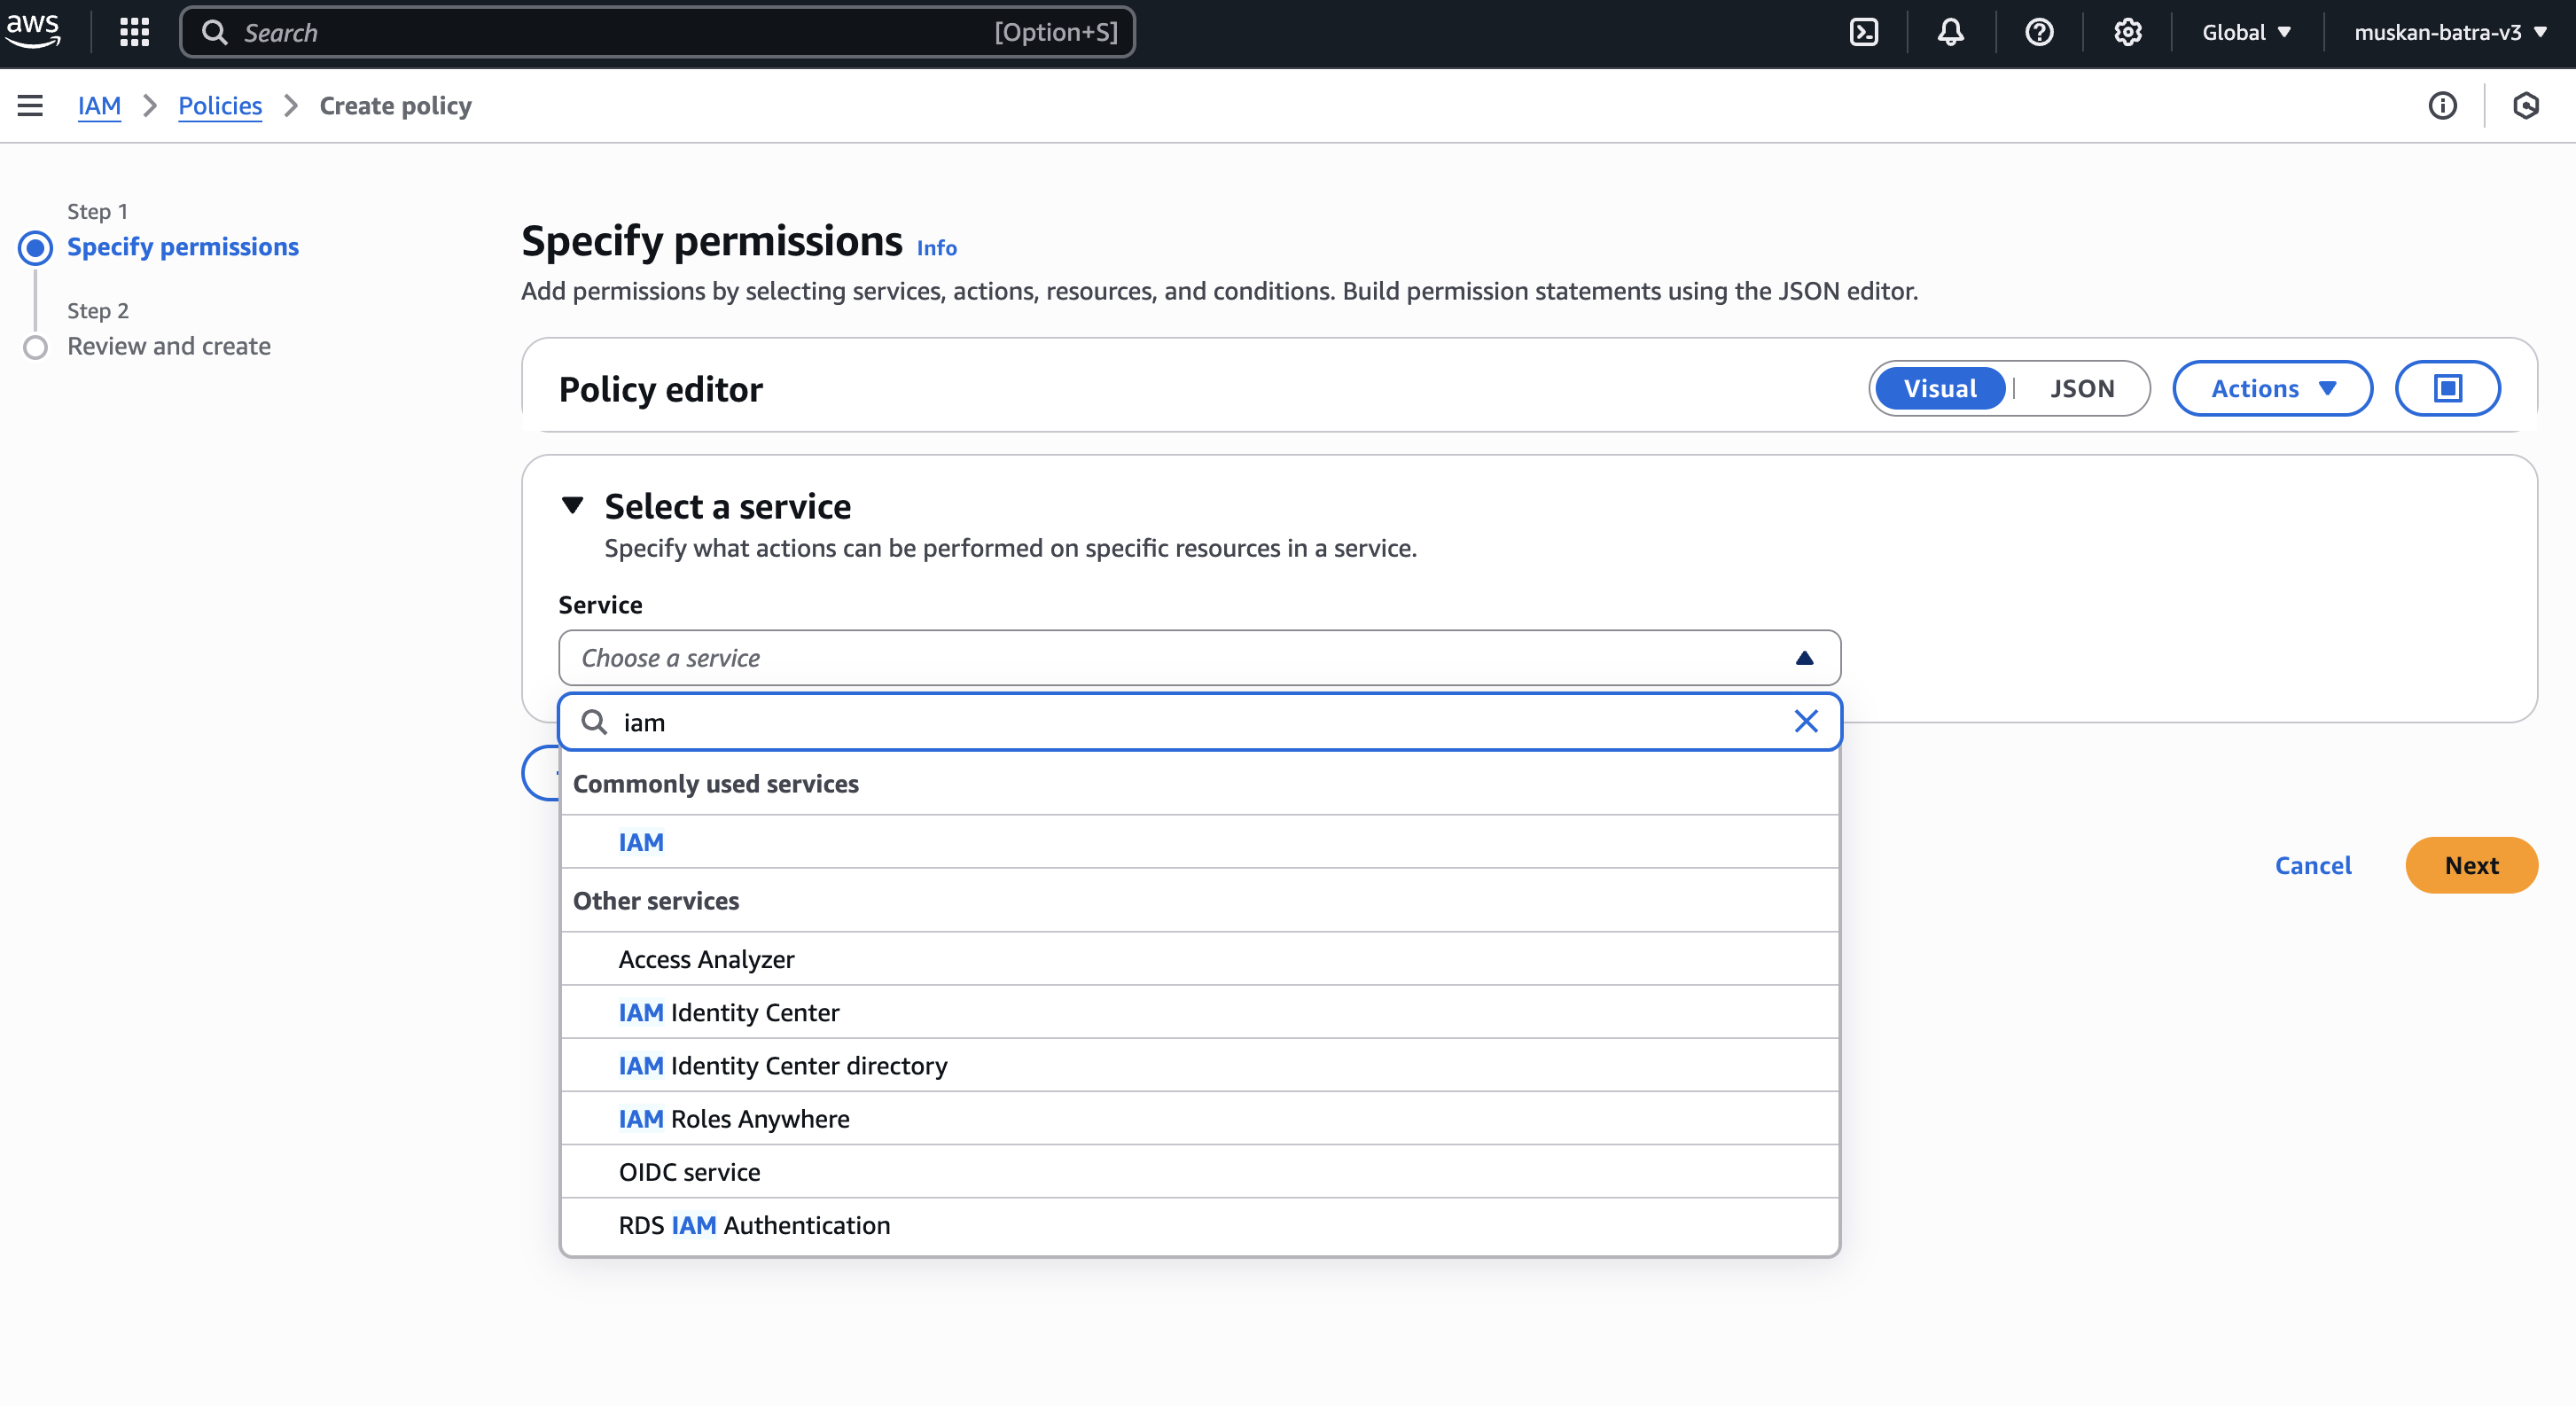 aws
Search [Option+S]
Global muskan-batra-v3
IAM Policies Create policy
Step 1
Specify permissions
Step 2
Review and create
Specify permissions Info
Add permissions by selecting services, actions, resources, and conditions. Build permission statements using the JSON editor.
Policy editor
Visual JSON Actions
Select a service
Specify what actions can be performed on specific resources in a service.
Service
Choose a service
iam
Commonly used services
IAM
Other services
Access Analyzer
IAM Identity Center
IAM Identity Center directory
IAM Roles Anywhere
OIDC service
RDS IAM Authentication
Cancel Next